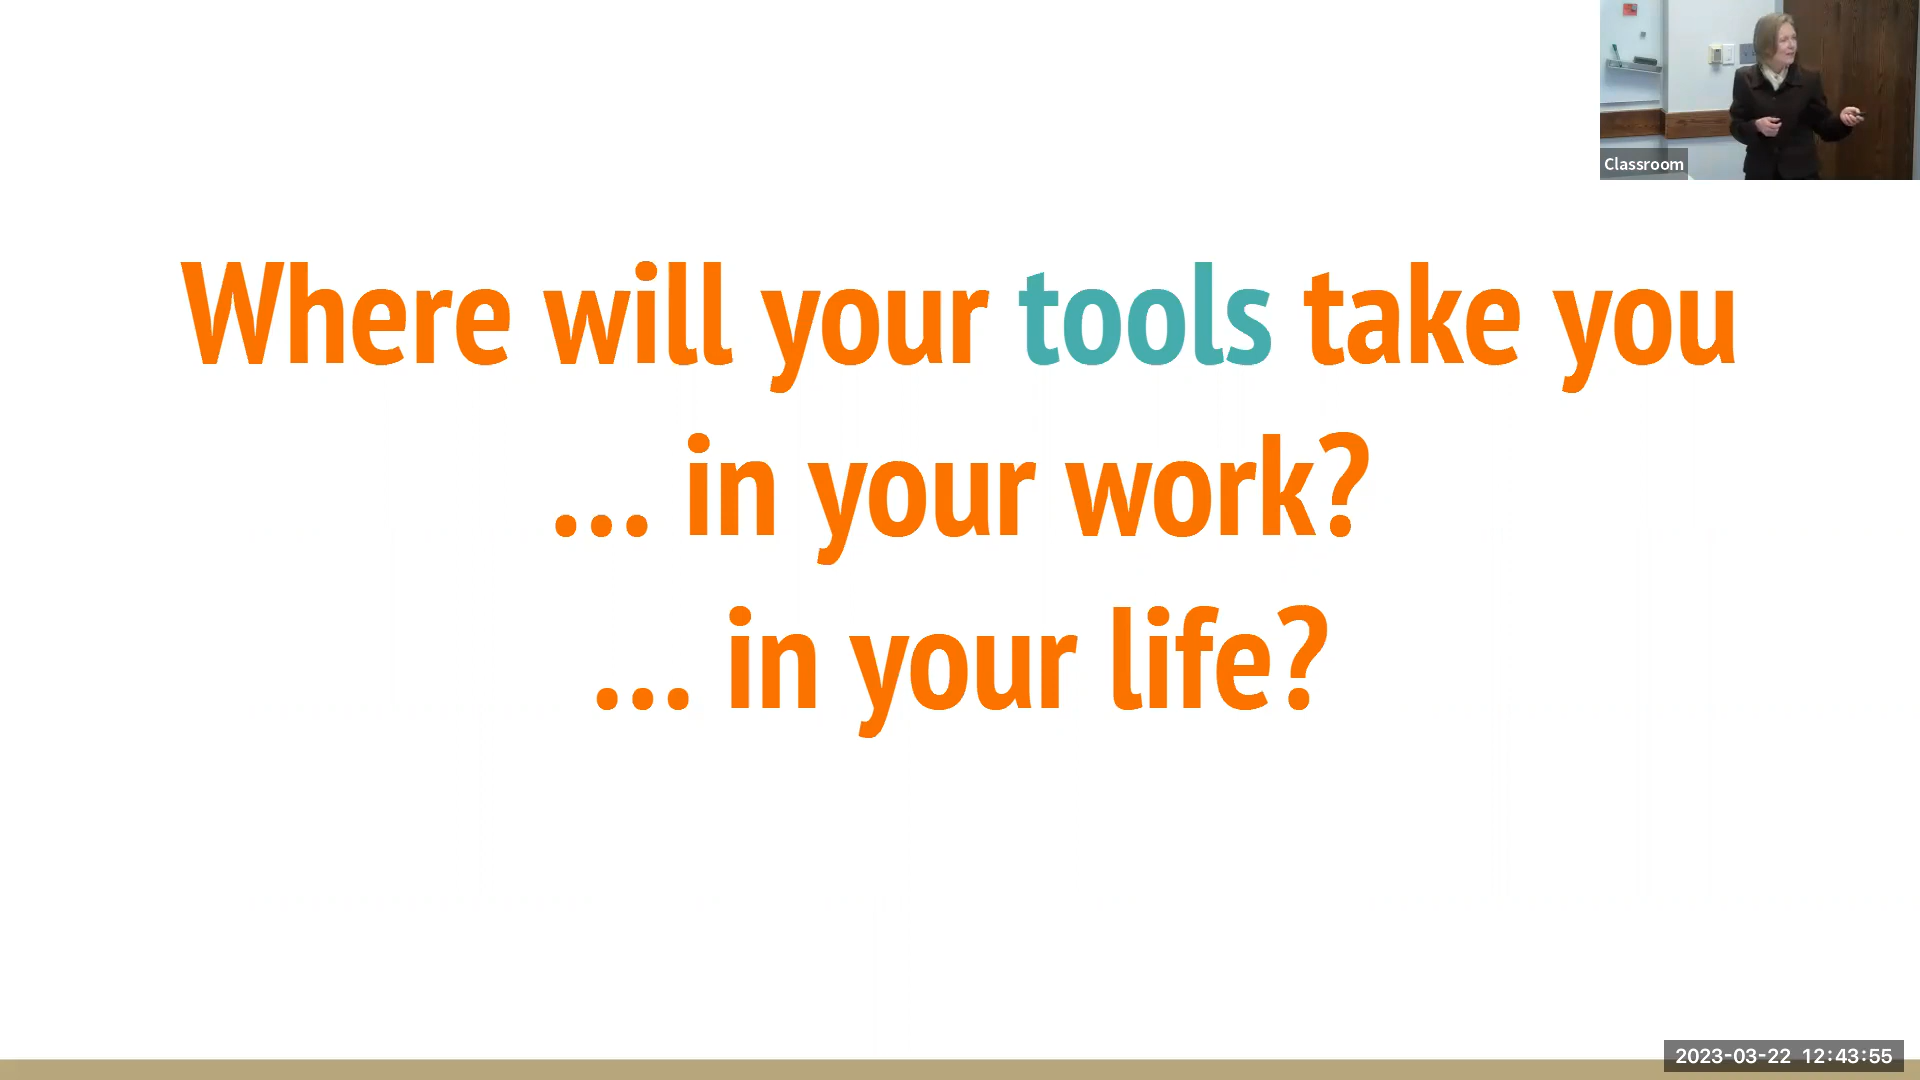 Classroom
Where will your tools take you
... in your work?
... in your life?
2023-03-22 12:43:55